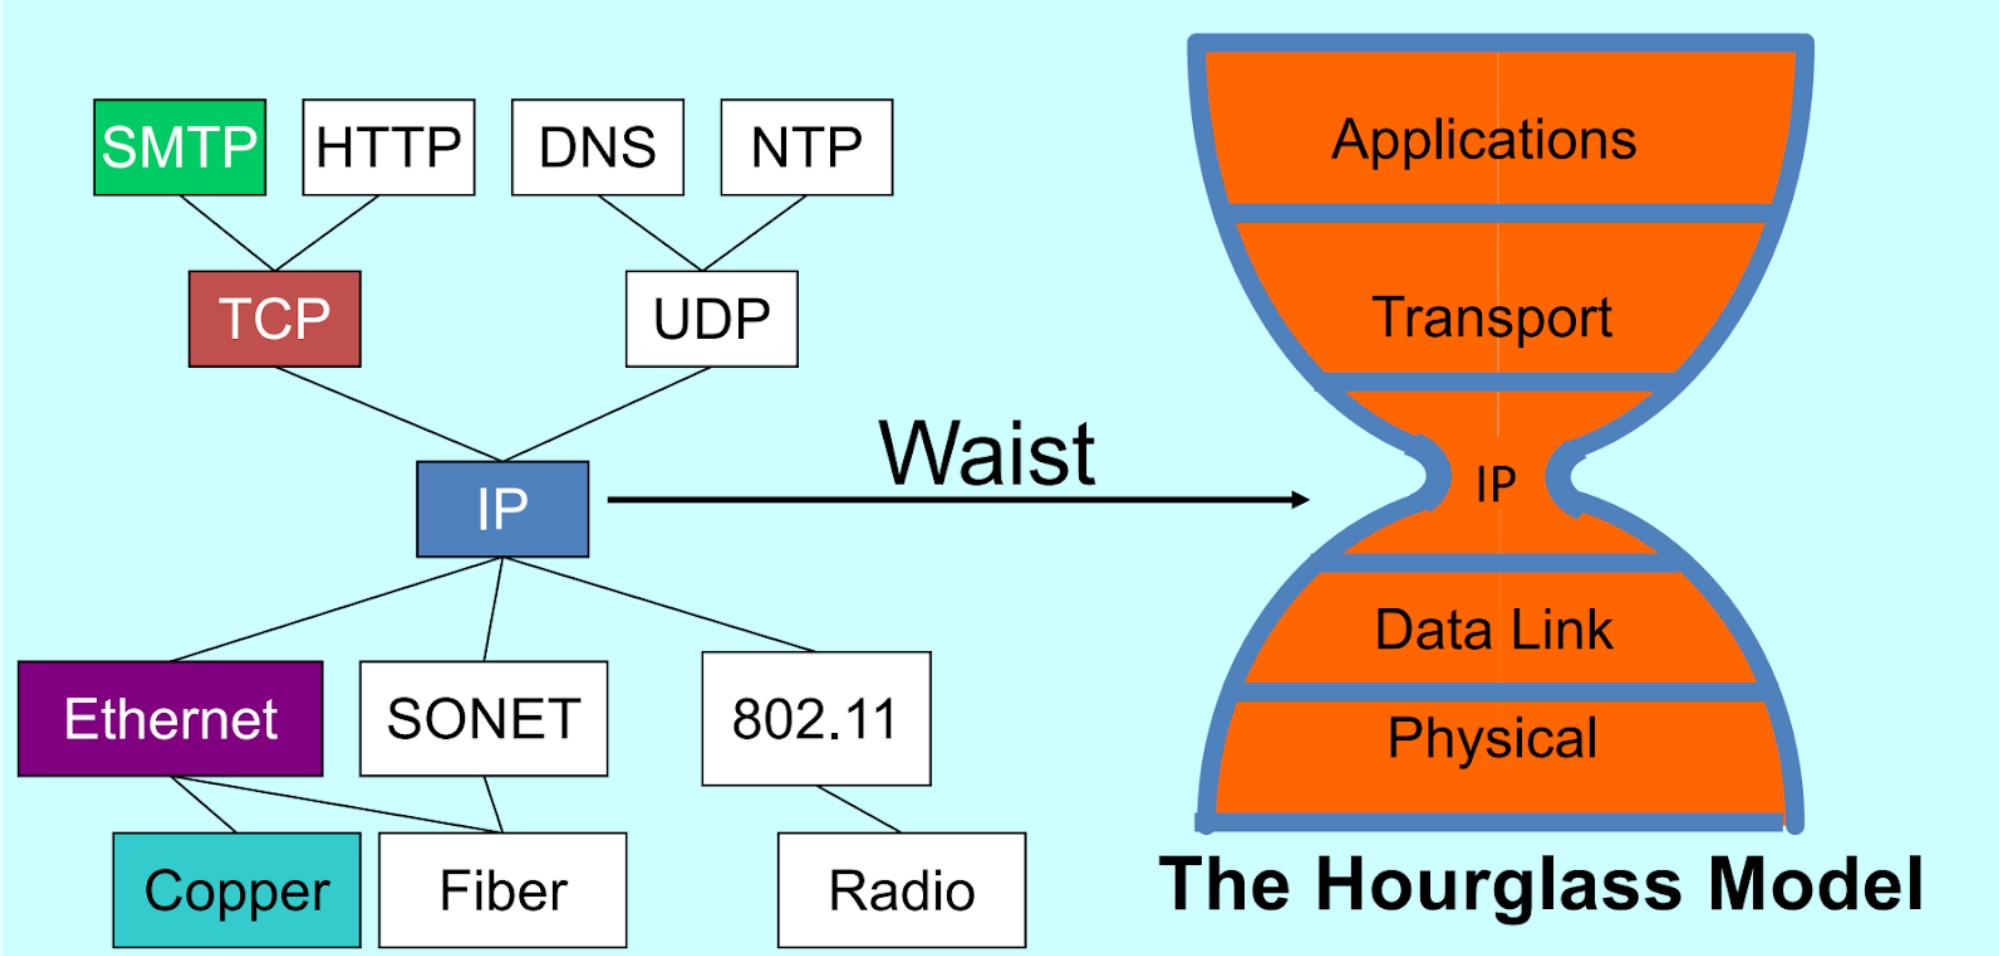 SMTP
HTTP
DNS
NTP
TCP
UDP
IP
Waist
Ethernet
SONET
802.11
Copper
Fiber
Radio
Applications
Transport
IP
Data Link
Physical
The Hourglass Model